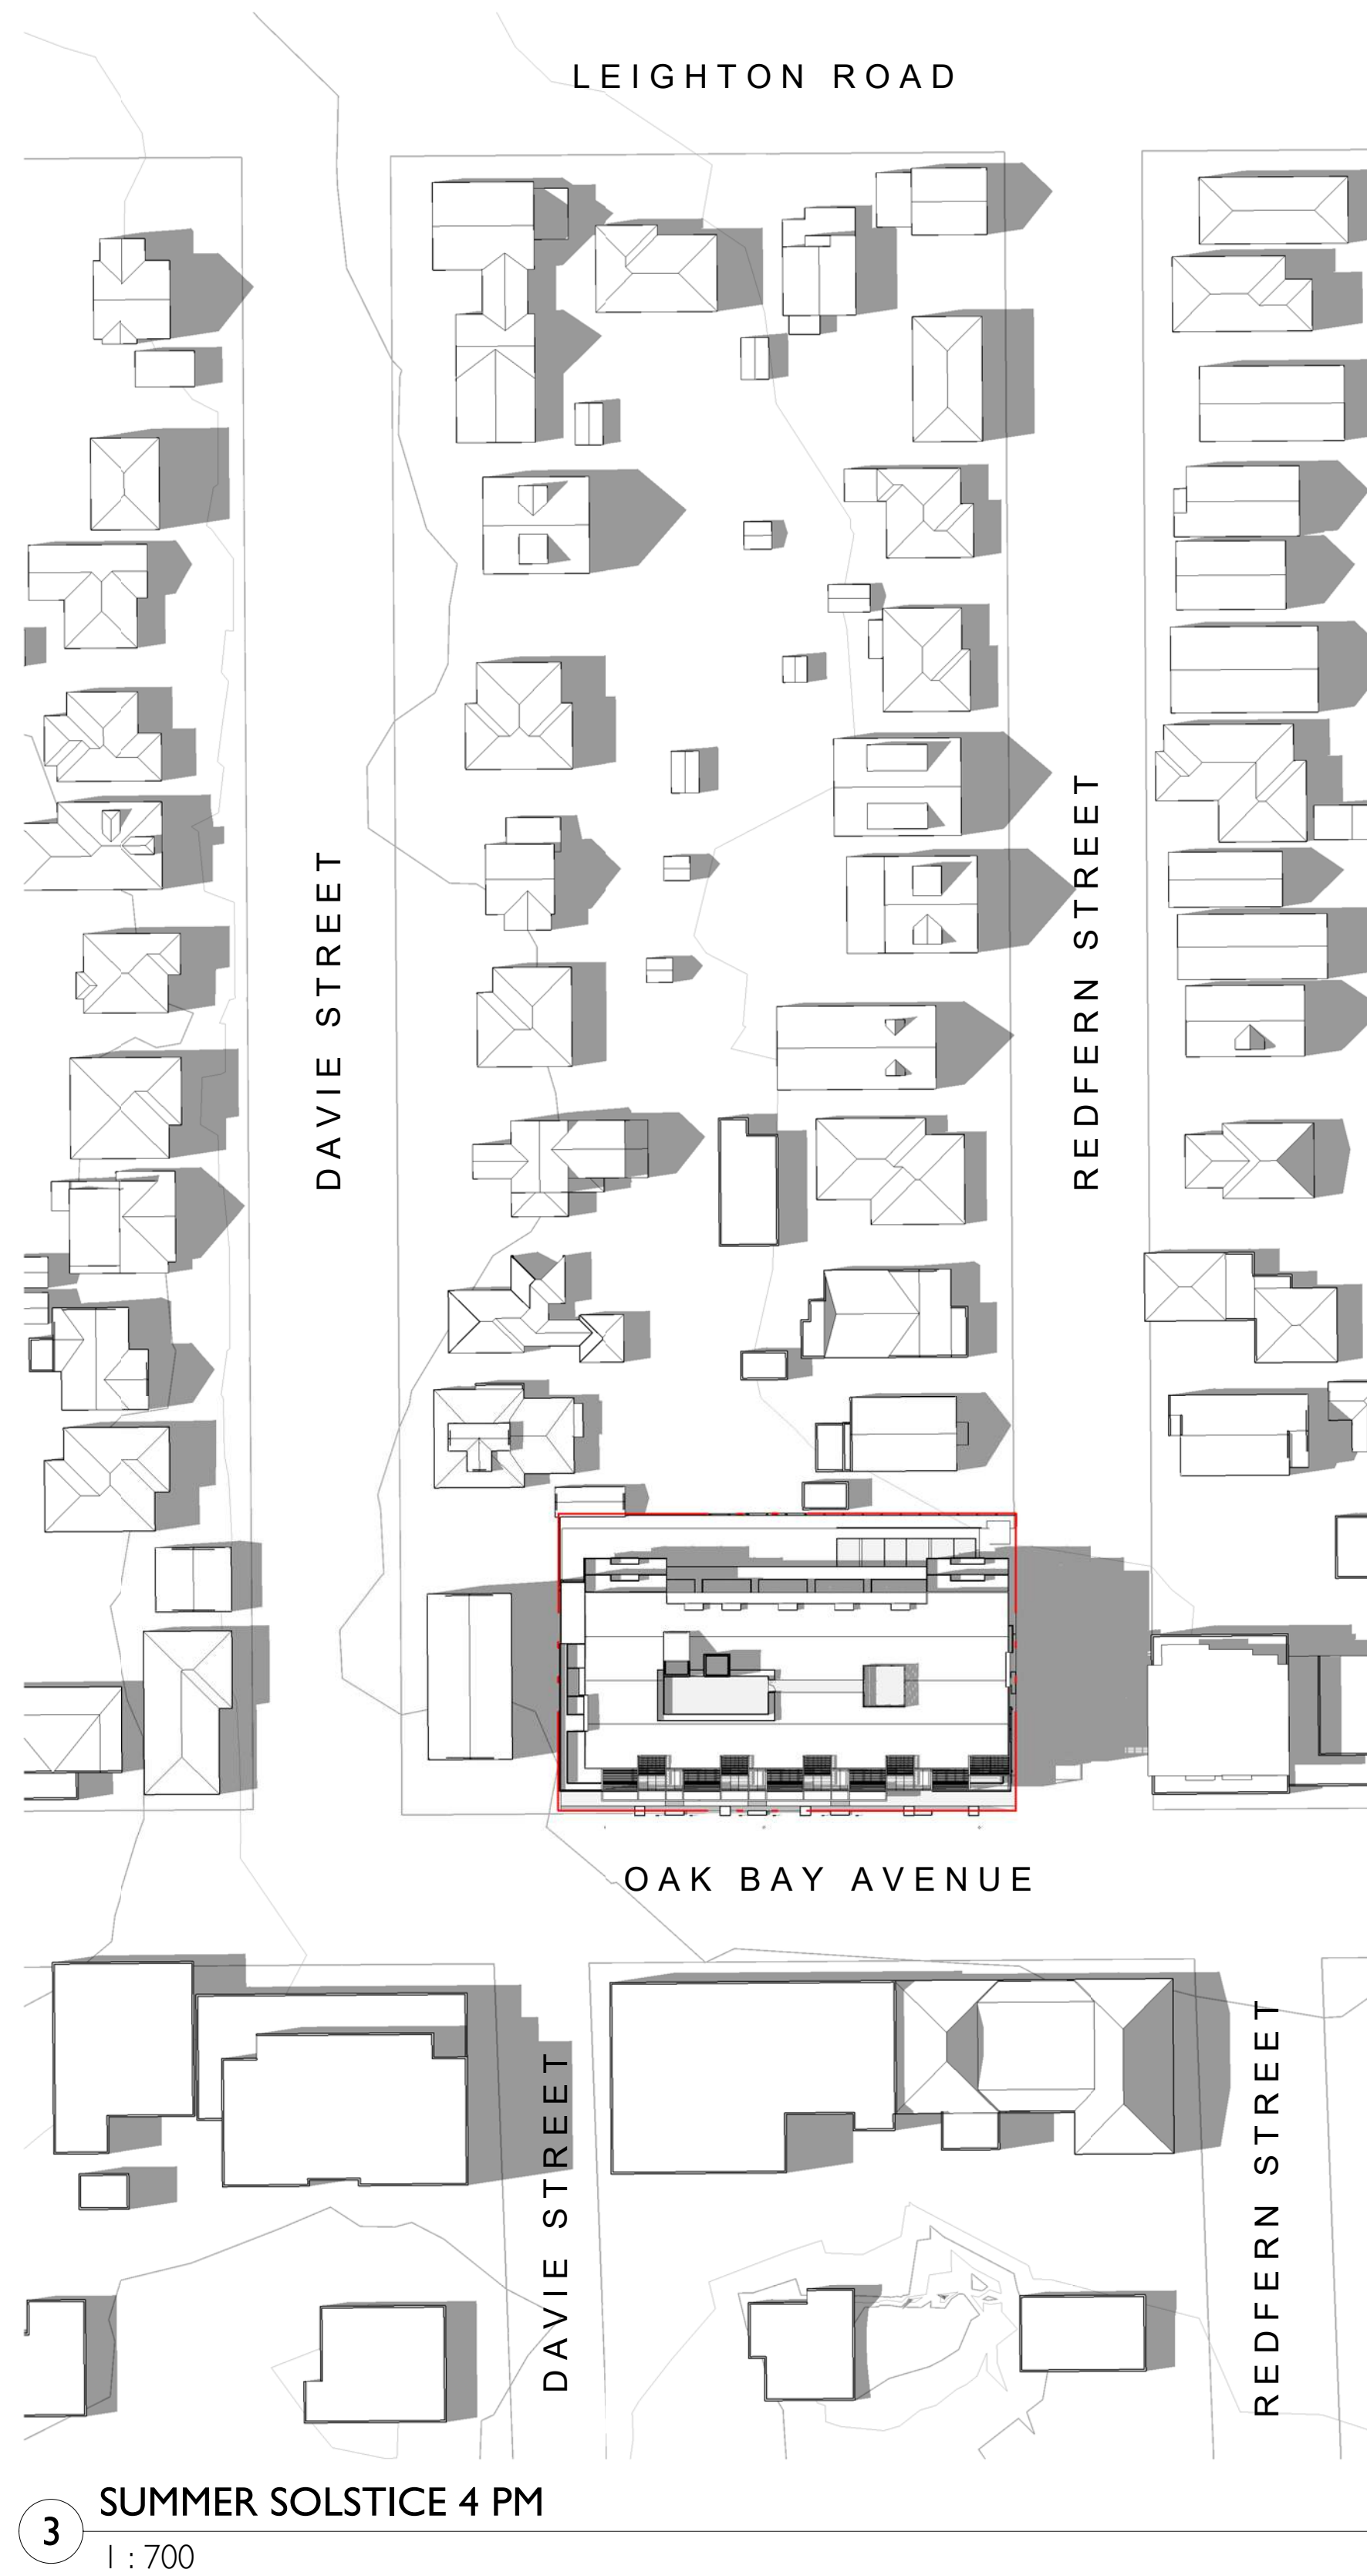 LEIGHTON ROAD
DAVIE STREET
REDFERN STREET
OAK BAY AVENUE
DAVIE STREET
REDFERN STREET
3
SUMMER SOLSTICE 4 PM
1 : 700